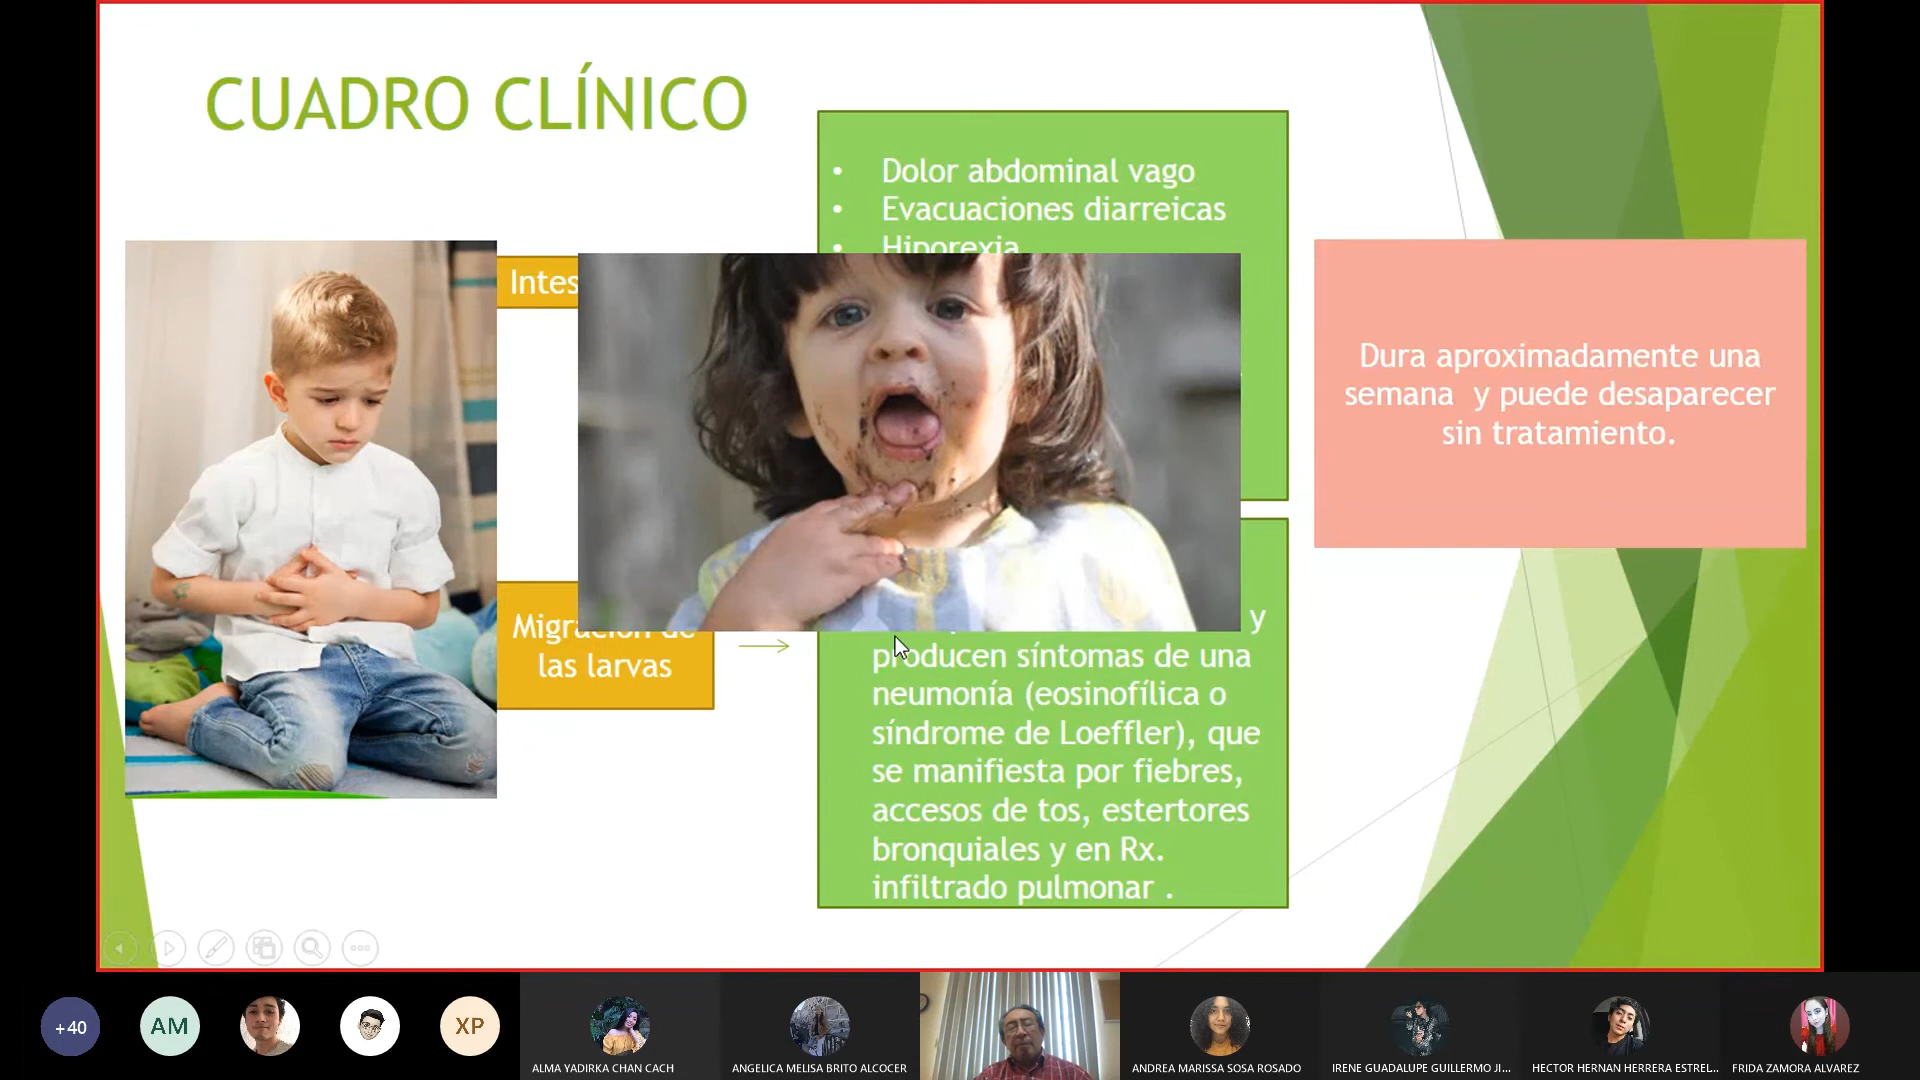 CUADRO CLÍNICO
• Dolor abdominal vago
• Evacuaciones diarreicas
• Hiporexia
Intes
Dura aproximadamente una
semana y puede desaparecer
sin tratamiento.
Migración de
las larvas
y
producen síntomas de una
neumonía (eosinofílica o
síndrome de Loeffler), que
se manifiesta por fiebres,
accesos de tos, estertores
bronquiales y en Rx.
infiltrado pulmonar .
+40
AM
XP
ALMA YADIRKA CHAN CACH
ANGELICA MELISA BRITO ALCOCER
ANDREA MARISSA SOSA ROSADO
IRENE GUADALUPE GUILLERMO JI...
HECTOR HERNAN HERRERA ESTREL...
FRIDA ZAMORA ALVAREZ